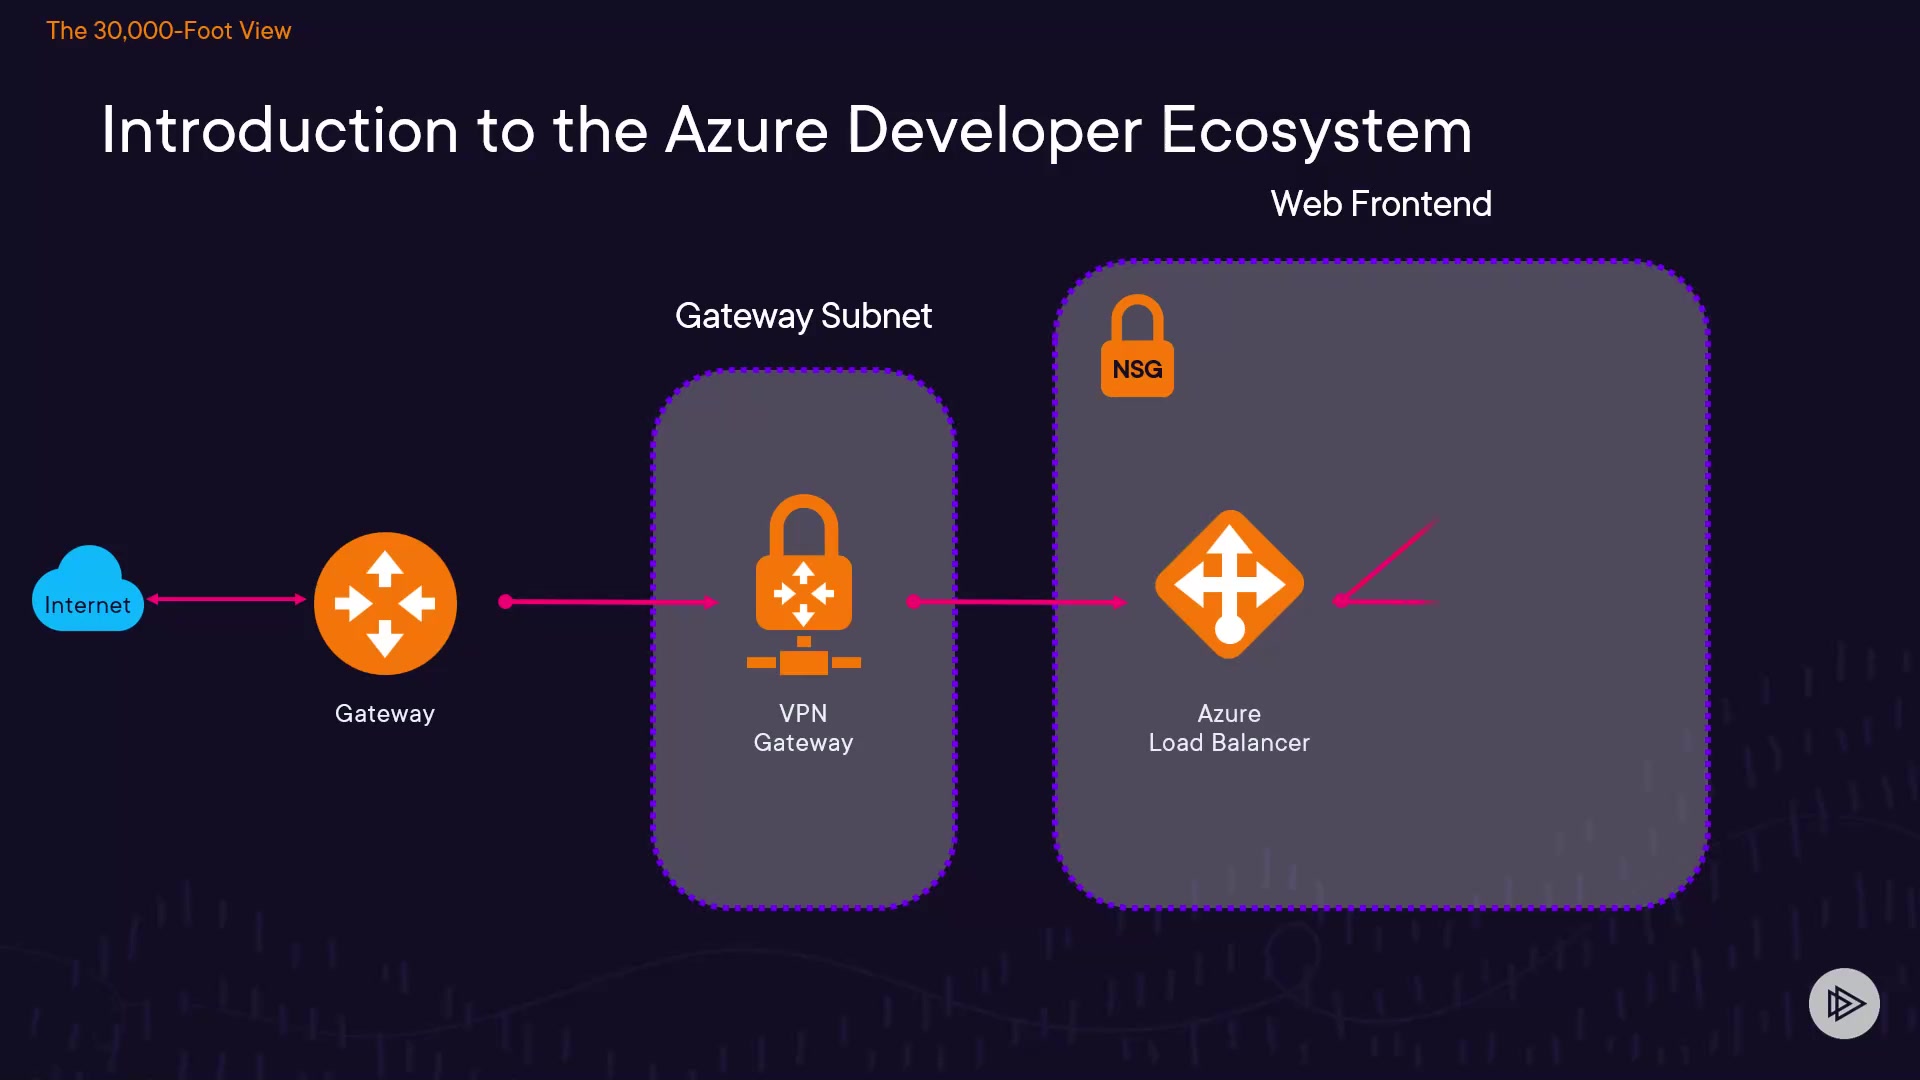 The 30,000-Foot View
Introduction to the Azure Developer Ecosystem
Web Frontend
Gateway Subnet
NSG
Internet
Gateway
VPN
Gateway
Azure
Load Balancer